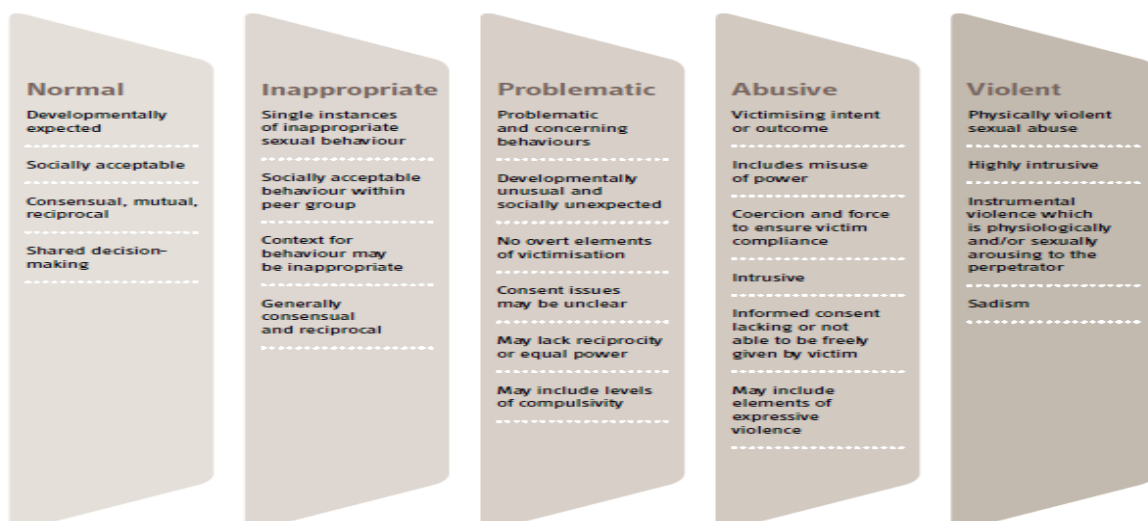 Normal
Developmentally
expected
Socially acceptable
Consensual, mutual,
reciprocal
Shared decision-
making
Inappropriate
Single instances
of inappropriate
sexual behaviour
Socially acceptable
behaviour within
peer group
Context for
behaviour may
be inappropriate
Generally
consensual
and reciprocal
Problematic
Problematic
and concerning
behaviours
Developmentally
unusual and
socially unexpected
No overt elements
of victimisation
Consent issues
may be unclear
May lack reciprocity
or equal power
May include levels
of compulsivity
Abusive
Victimising intent
or outcome
Includes misuse
of power
Coercion and force
to ensure victim
compliance
Intrusive
Informed consent
lacking or not
able to be freely
given by victim
May include
elements of
expressive
violence
Violent
Physically violent
sexual abuse
Highly intrusive
Instrumental
violence which
is physiologically
and/or sexually
arousing to the
perpetrator
Sadism